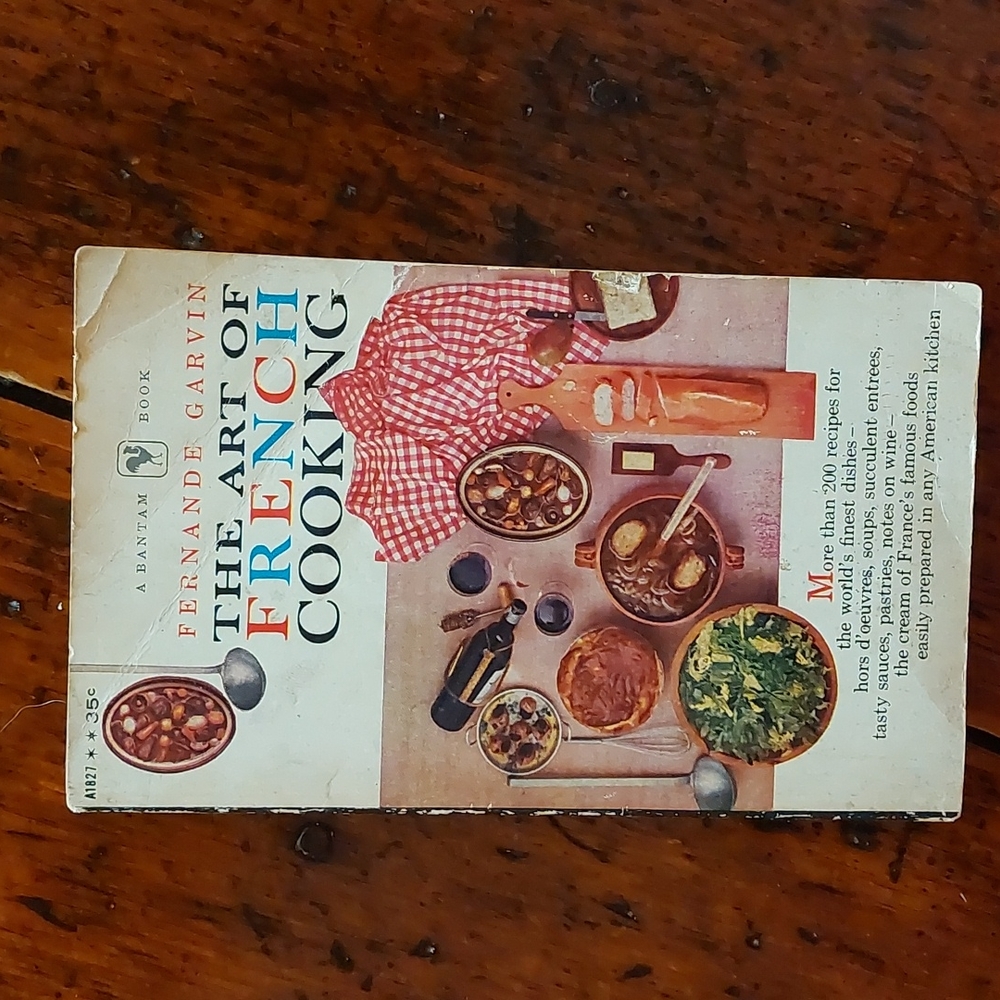 A1827 ** 35c
A BANTAM BOOK
FERNANDE GARVIN
THE ART OF
FRENCH
COOKING
More than 200 recipes for
the world's finest dishes –
hors d'oeuvres, soups, succulent entrees,
tasty sauces, pastries, notes on wine –
the cream of France's famous foods
easily prepared in any American kitchen